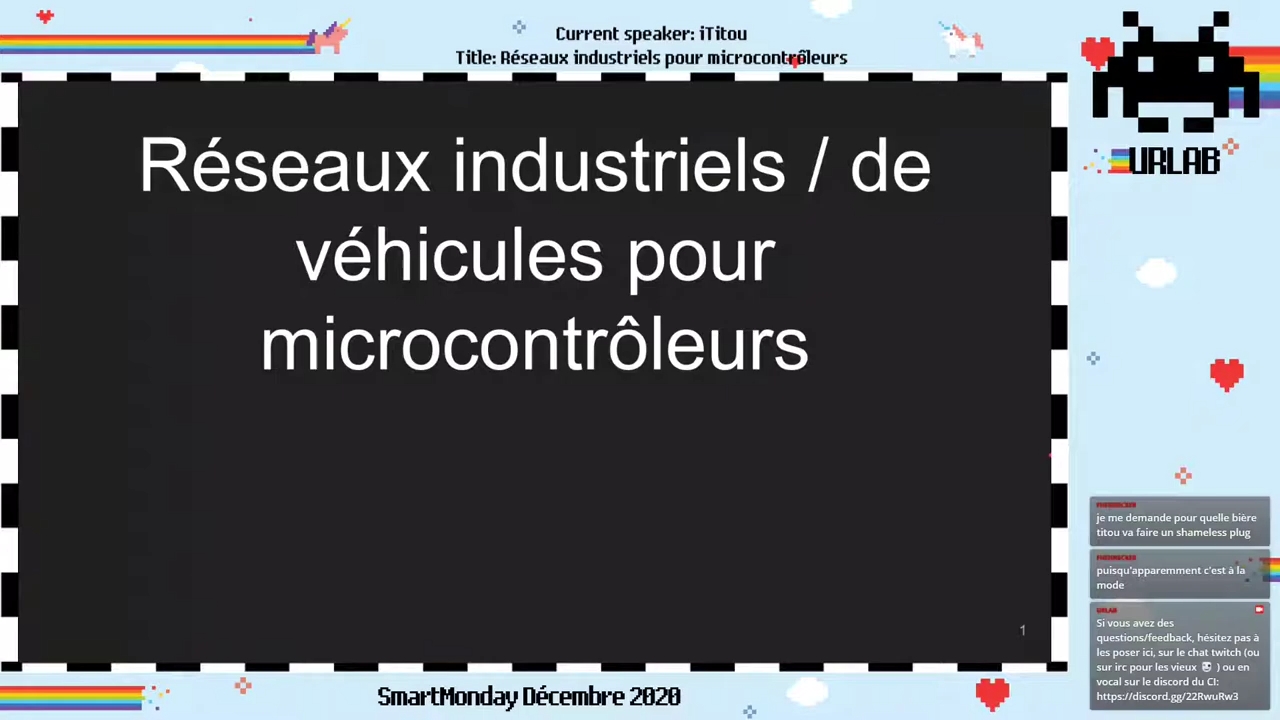 Current speaker: iTitou
Title: Réseaux industriels pour microcontrôleurs
Réseaux industriels / de
véhicules pour
microcontrôleurs
1
URLAB
je me demande pour quelle bière
titou va faire un shameless plug
puisqu'apparemment c'est à la
mode
URLAB
Si vous avez des
questions/feedback, hésitez pas à
les poser ici, sur le chat twitch (ou
sur irc pour les vieux ) ou en
vocal sur le discord du CI:
https://discord.gg/22RwuRw3
SmartMonday Décembre 2020